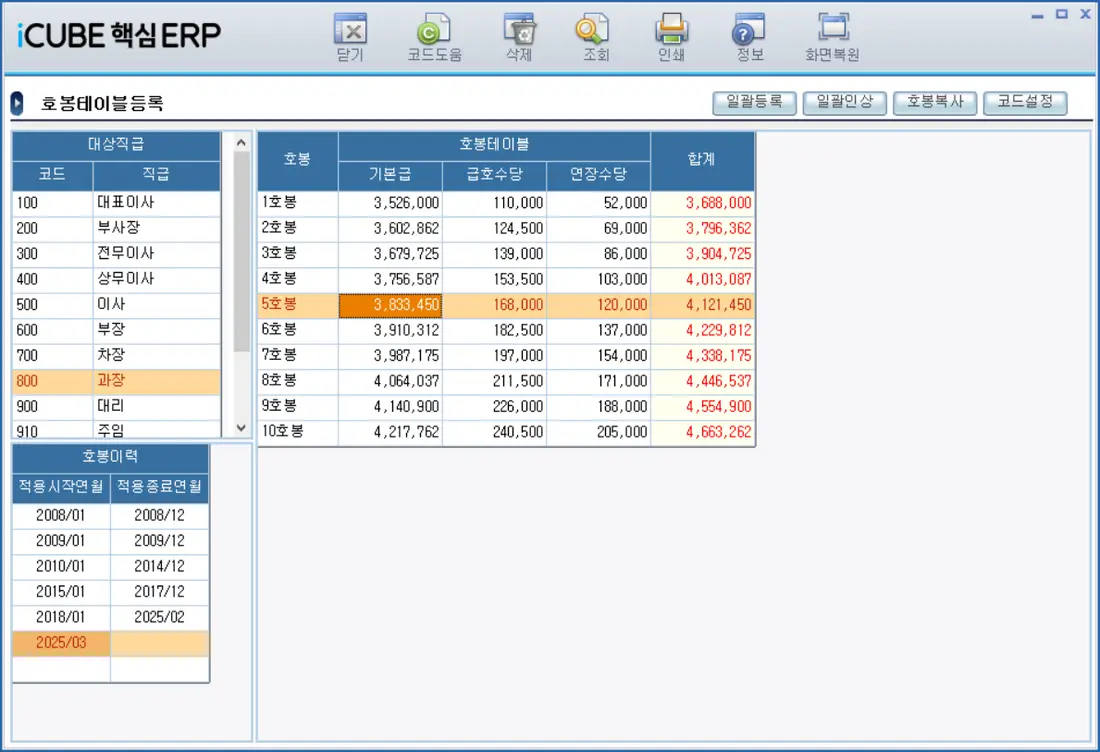 iCUBE 핵심 ERP
닫기 코드도움 삭제 조회 인쇄 정보 화면복원
호봉테이블등록
일괄등록 일괄인상 호봉복사 코드설정
대상직급
코드 직급
100 대표이사
200 부사장
300 전무이사
400 상무이사
500 이사
600 부장
700 차장
800 과장
900 대리
910 주임
호봉 호봉테이블 합계
기본급 급호수당 연장수당
1호봉 3,526,000 110,000 52,000 3,688,000
2호봉 3,602,862 124,500 69,000 3,796,362
3호봉 3,679,725 139,000 86,000 3,904,725
4호봉 3,756,587 153,500 103,000 4,013,087
5호봉 3,833,450 168,000 120,000 4,121,450
6호봉 3,910,312 182,500 137,000 4,229,812
7호봉 3,987,175 197,000 154,000 4,338,175
8호봉 4,064,037 211,500 171,000 4,446,537
9호봉 4,140,900 226,000 188,000 4,554,900
10호봉 4,217,762 240,500 205,000 4,663,262
호봉이력
적용시작연월 적용종료연월
2008/01 2008/12
2009/01 2009/12
2010/01 2014/12
2015/01 2017/12
2018/01 2025/02
2025/03